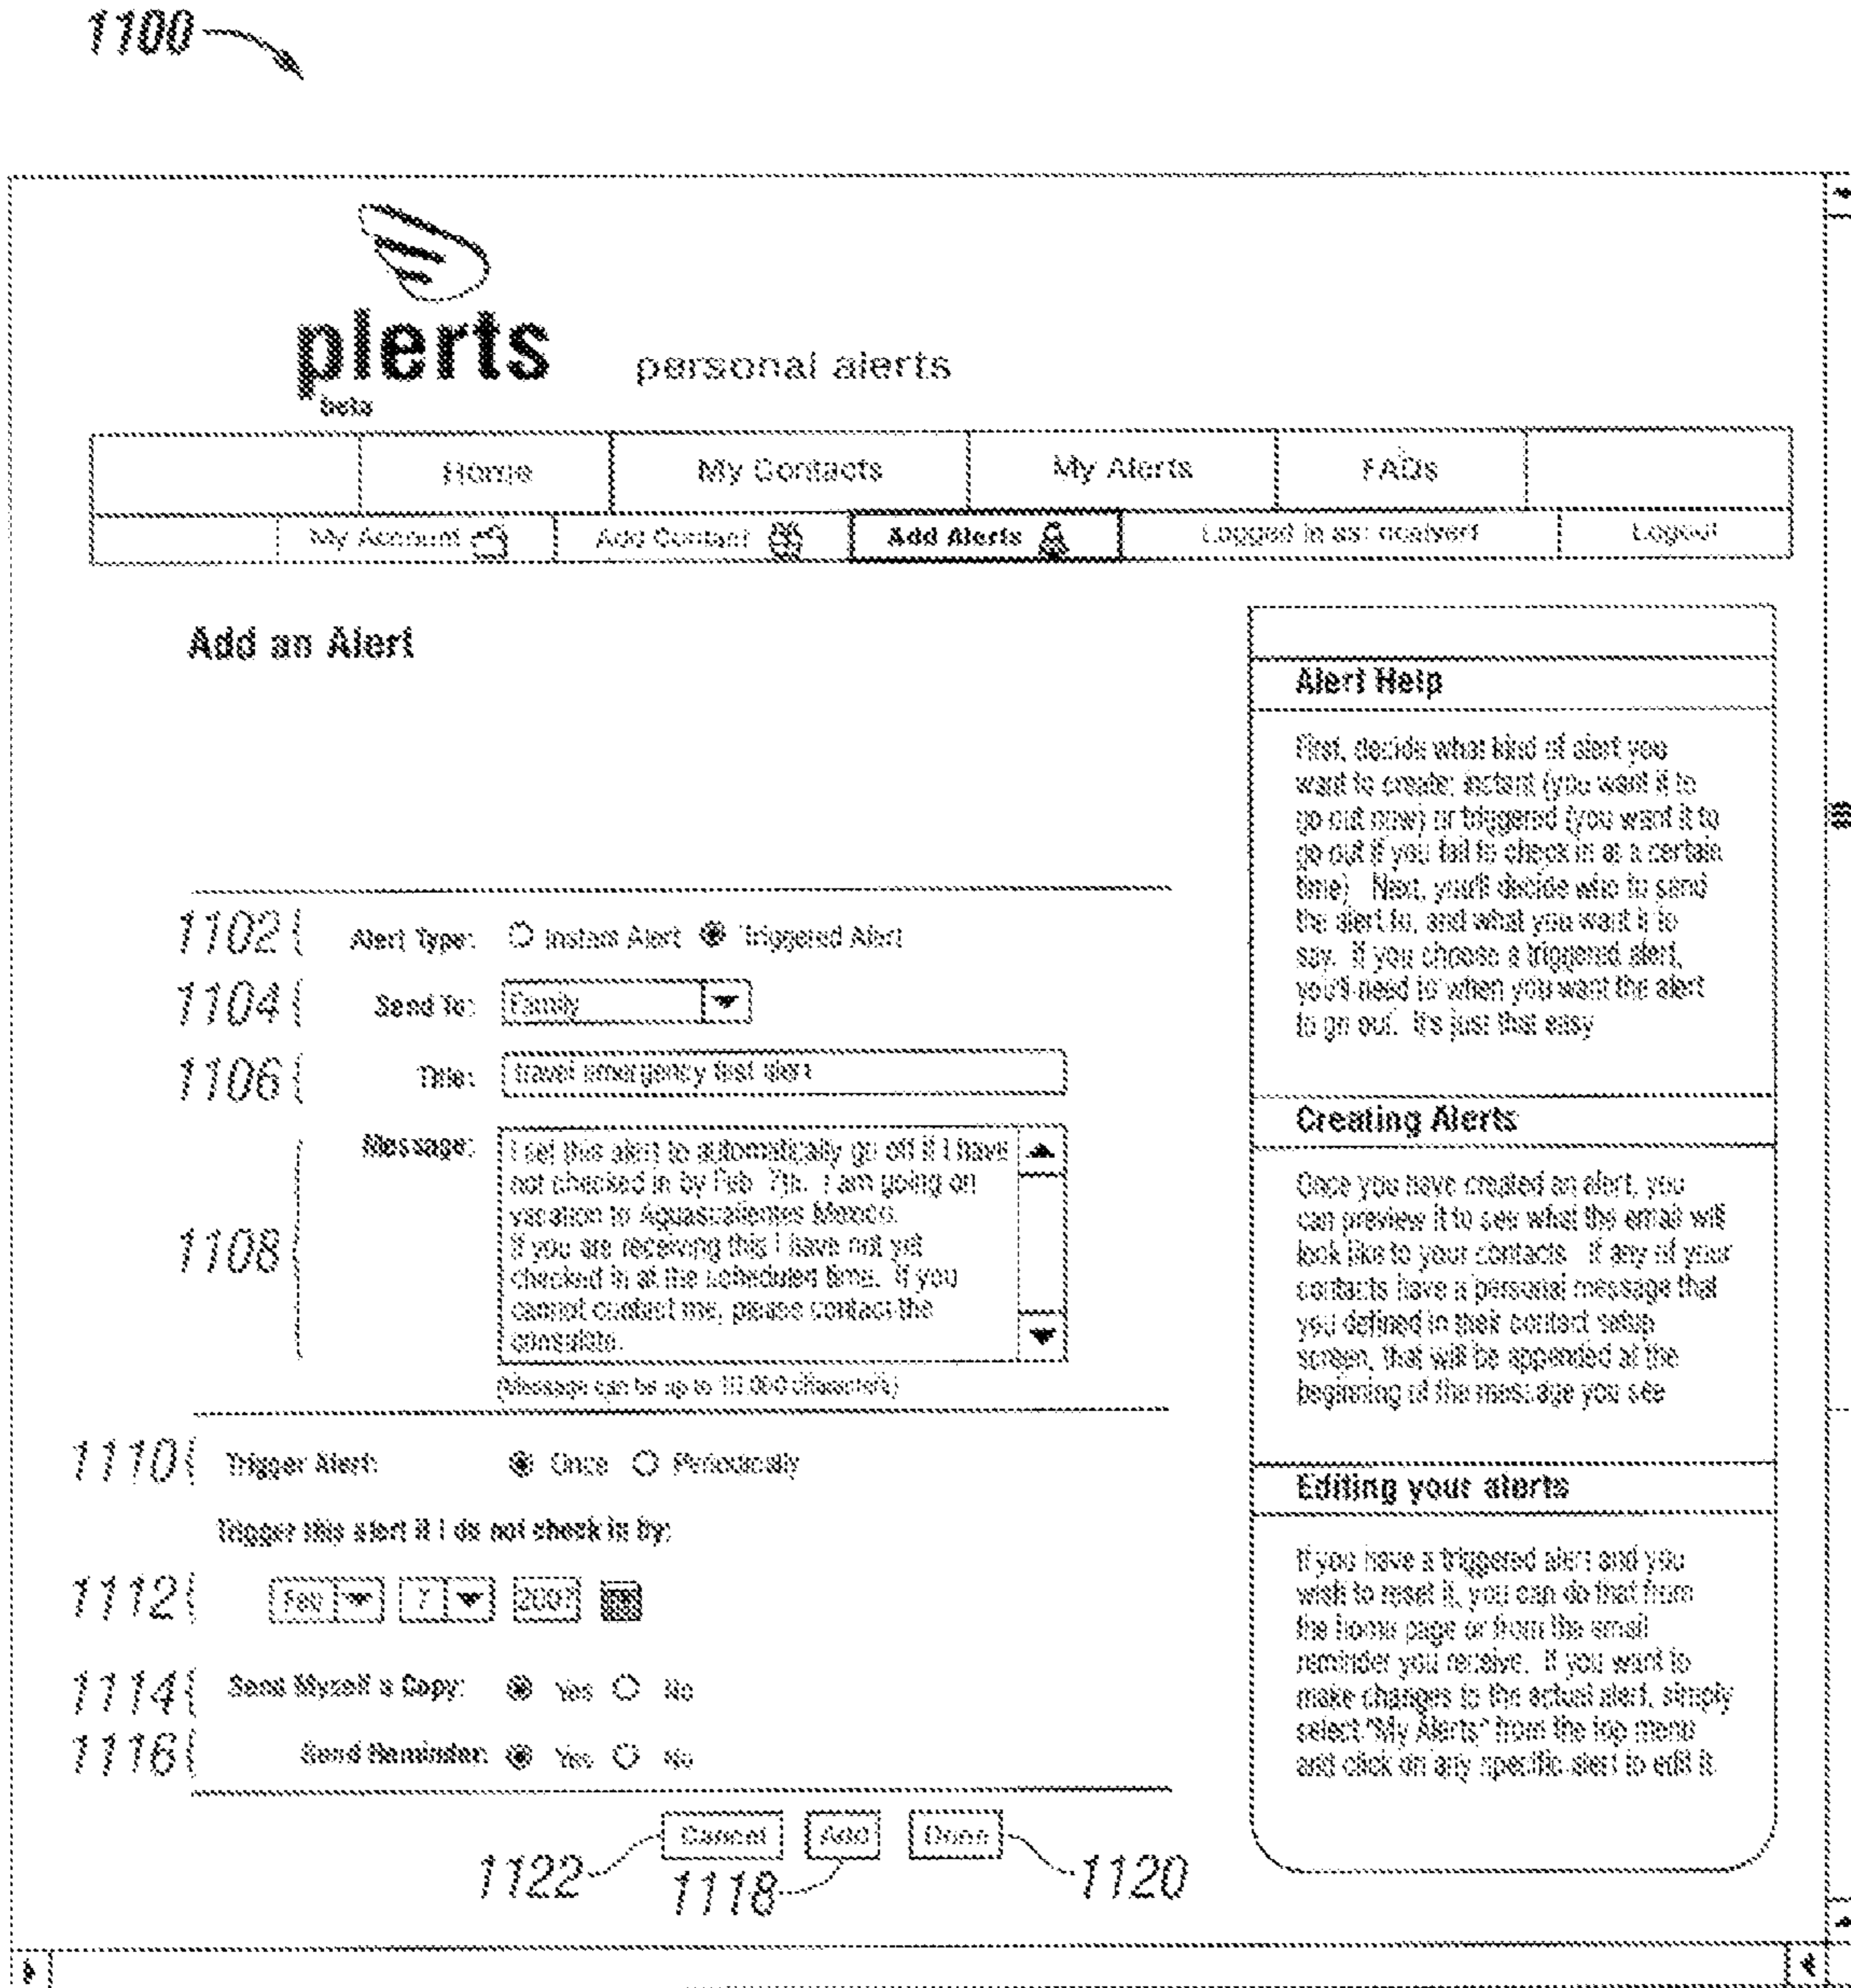 1100
plerts
beta
personal alerts
Home My Contacts My Alerts FAQs
My Account Add Contact Add Alerts Logged in as: Logout
Add an Alert
1102 Alert Type: Instant Alert Triggered Alert
1104 Send To: Family
1106 Title: travel emergency first alert
1108
Message:
I set this alert to automatically go off if I have
not checked in by Feb 7th. I am going on
vacation to Aguascalientes Mexico.
If you are receiving this I have not yet
checked in at the scheduled time. If you
cannot contact me, please contact the
consulate.
(Message can be up to 10,000 characters)
1110 Trigger Alert: Once Periodically
Trigger this alert if I do not check in by:
1112 Feb 7 2007
1114 Send Myself a Copy: Yes No
1116 Send Reminder: Yes No
Cancel Add Done
1122 1118 1120
Alert Help
First, decide what kind of alert you
want to create: instant (you want it to
go out now) or triggered (you want it to
go out if you fail to check in at a certain
time). Next, you'll decide who to send
the alert to, and what you want it to
say. If you choose a triggered alert,
you'll need to when you want the alert
to go out. It's just that easy
Creating Alerts
Once you have created an alert, you
can preview it to see what the email will
look like to your contacts. If any of your
contacts have a personal message that
you defined in their contact setup
screen, that will be appended at the
beginning of the message you see
Editing your alerts
If you have a triggered alert and you
wish to reset it, you can do that from
the home page or from the email
reminder you receive. If you want to
make changes to the actual alert, simply
select "My Alerts" from the top menu
and click on any specific alert to edit it.